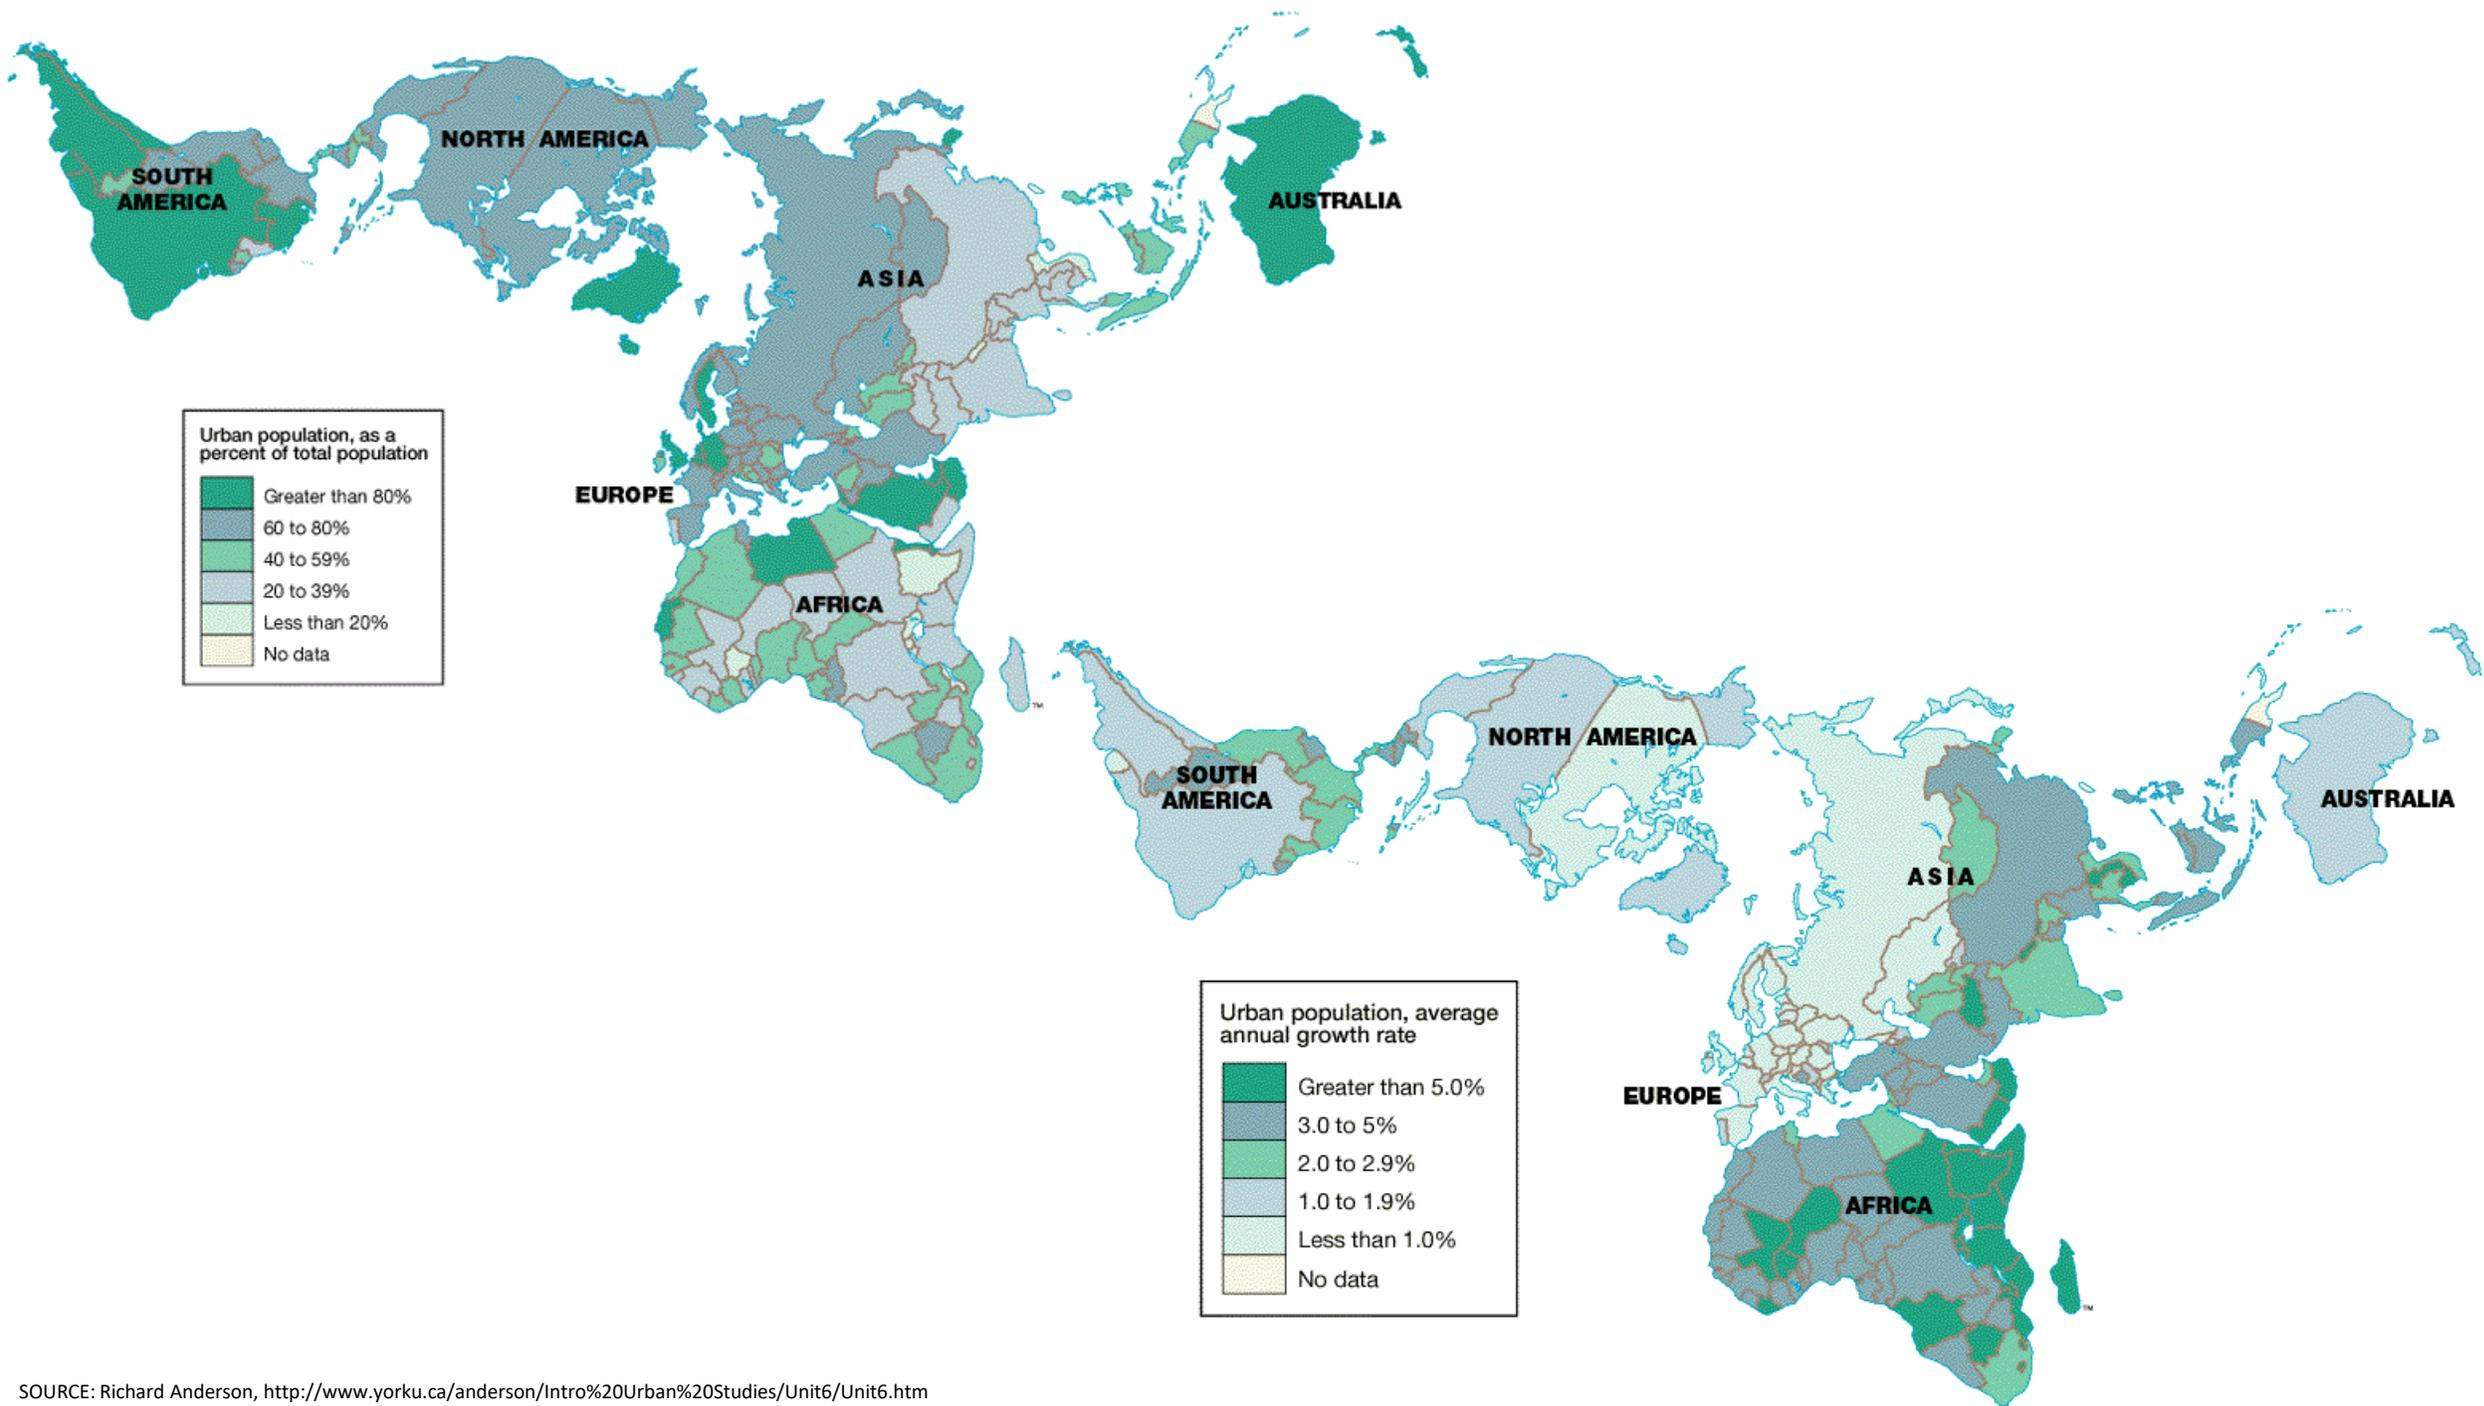 NORTH AMERICA
SOUTH
AMERICA
AUSTRALIA
ASIA
EUROPE
AFRICA
TM
Urban population, as a
percent of total population
Greater than 80%
60 to 80%
40 to 59%
20 to 39%
Less than 20%
No data
NORTH AMERICA
SOUTH
AMERICA
AUSTRALIA
ASIA
EUROPE
AFRICA
TM
Urban population, average
annual growth rate
Greater than 5.0%
3.0 to 5%
2.0 to 2.9%
1.0 to 1.9%
Less than 1.0%
No data
SOURCE: Richard Anderson, http://www.yorku.ca/anderson/Intro%20Urban%20Studies/Unit6/Unit6.htm